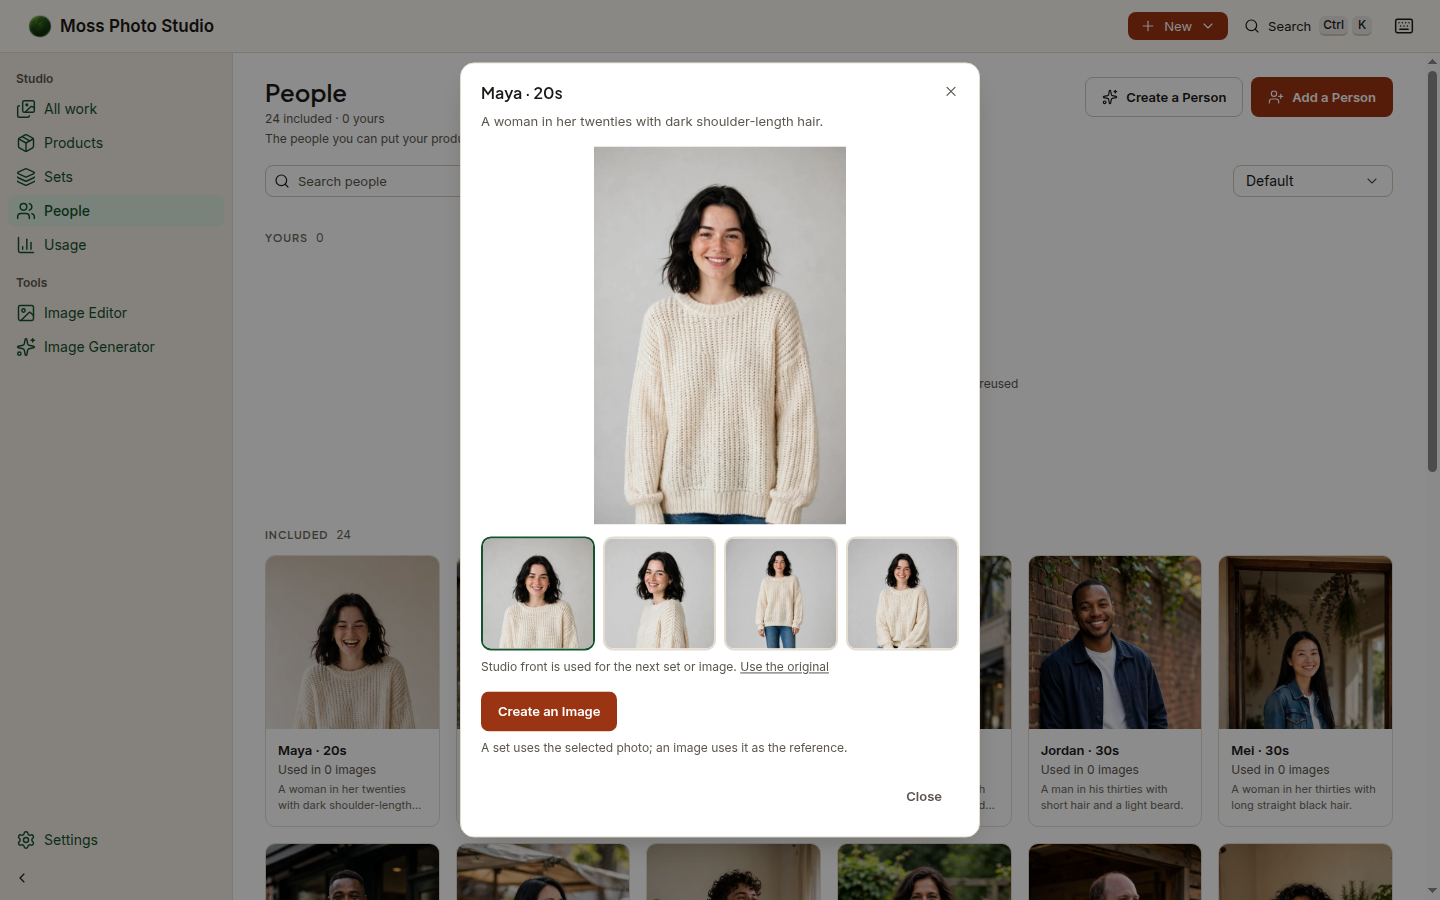 Moss Photo Studio
New
Search
Ctrl
K
Studio
All work
Products
Sets
People
Usage
Tools
Image Editor
Image Generator
Settings
People
24 included · 0 yours
The people you can put your
Create a Person
Add a Person
Search people
Default
YOURS 0
reused
INCLUDED 24
Maya · 20s
A woman in her twenties with dark shoulder-length hair.
Studio front is used for the next set or image. Use the original
Create an Image
A set uses the selected photo; an image uses it as the reference.
Close
Maya · 20s
Used in 0 images
A woman in her twenties
with dark shoulder-length...
Jordan · 30s
Used in 0 images
A man in his thirties with
short hair and a light beard.
Mei · 30s
Used in 0 images
A woman in her thirties with
long straight black hair.